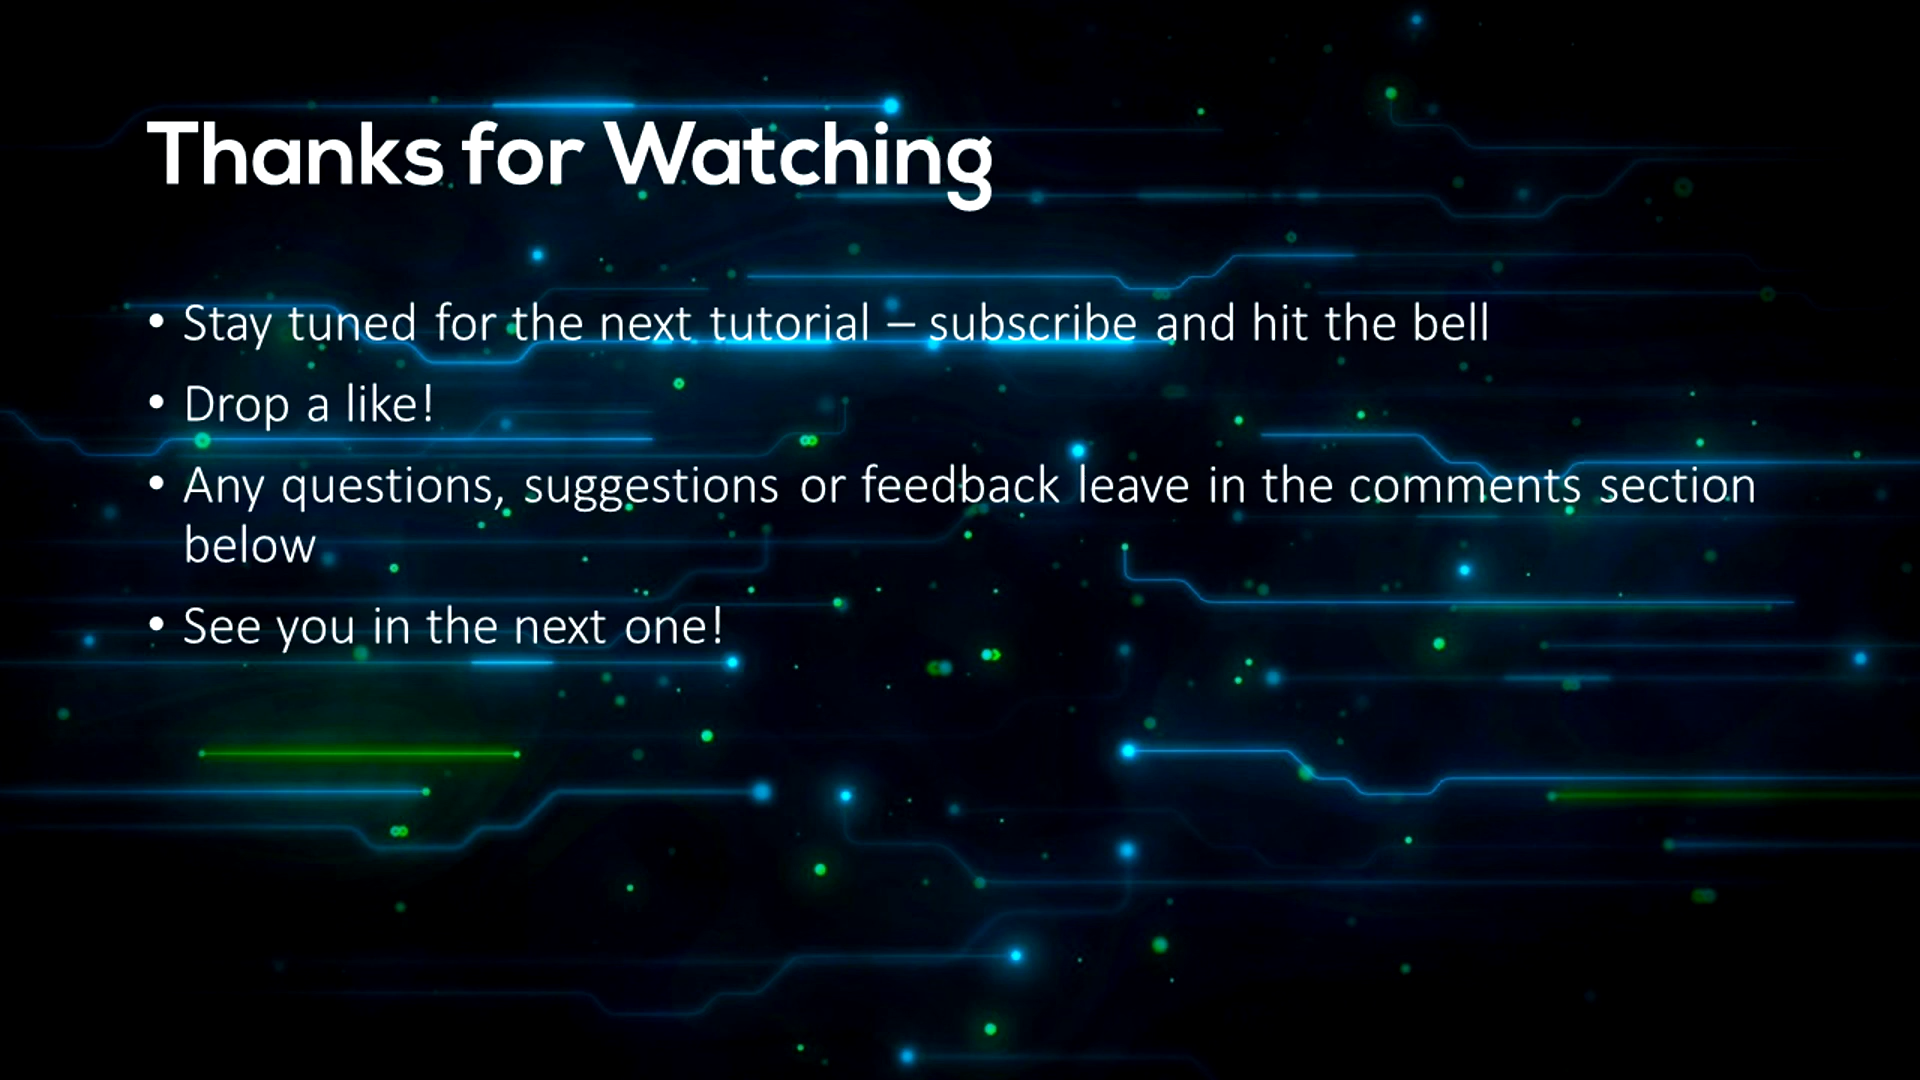 Thanks for Watching
• Stay tuned for the next tutorial – subscribe and hit the bell
• Drop a like!
• Any questions, suggestions or feedback leave in the comments section
below
• See you in the next one!